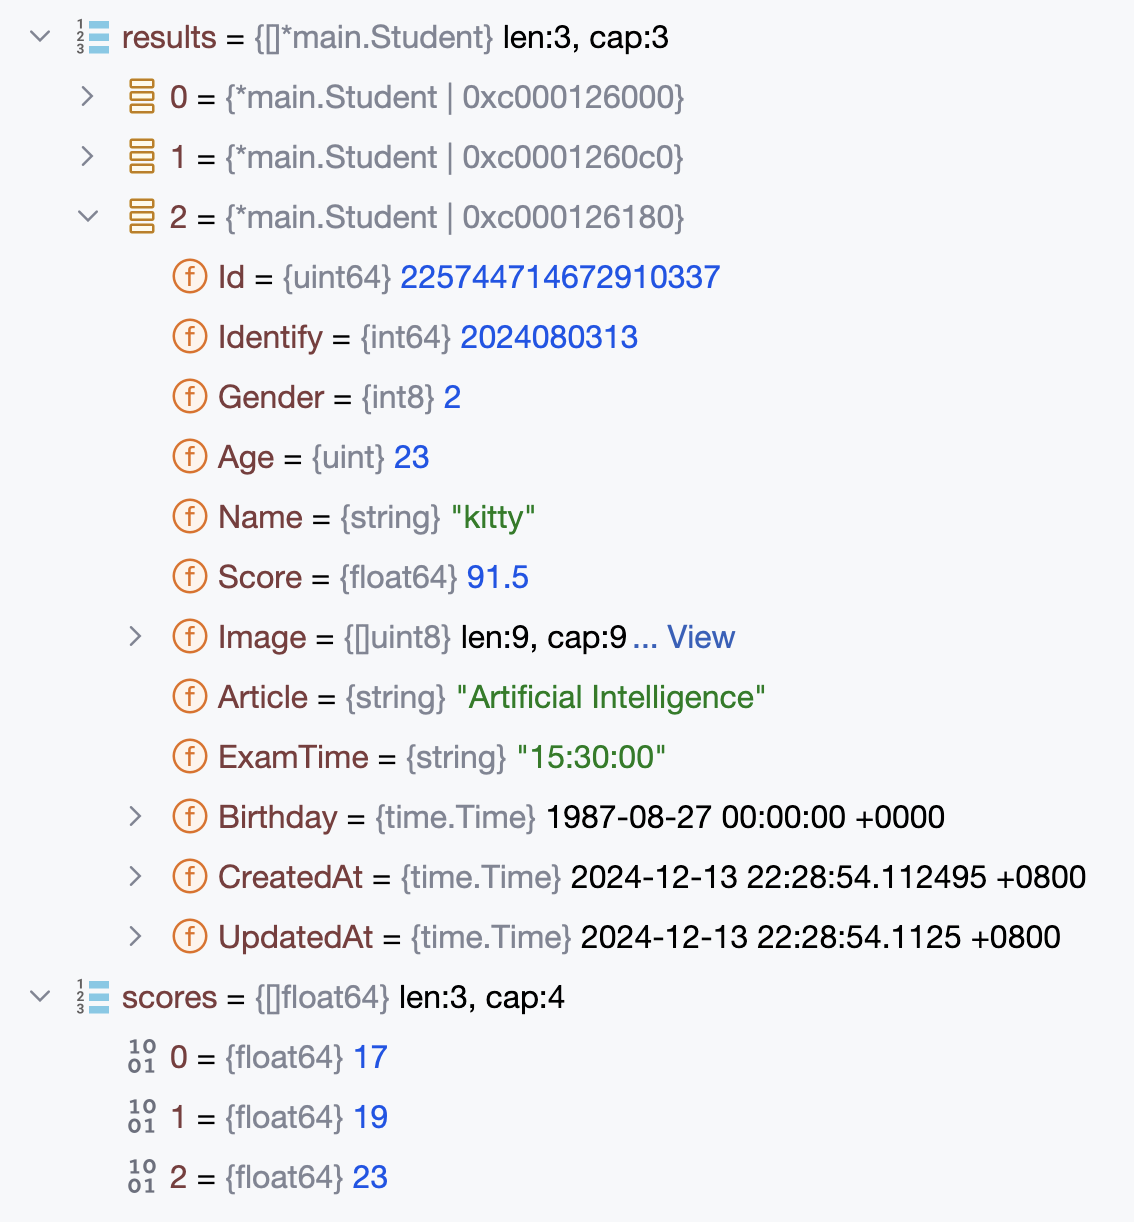 results = {[]*main.Student} len:3, cap:3
0 = {*main.Student | 0xc000126000}
1 = {*main.Student | 0xc0001260c0}
2 = {*main.Student | 0xc000126180}
Id = {uint64} 225744714672910337
Identify = {int64} 2024080313
Gender = {int8} 2
Age = {uint} 23
Name = {string} "kitty"
Score = {float64} 91.5
Image = {[]uint8} len:9, cap:9 ... View
Article = {string} "Artificial Intelligence"
ExamTime = {string} "15:30:00"
Birthday = {time.Time} 1987-08-27 00:00:00 +0000
CreatedAt = {time.Time} 2024-12-13 22:28:54.112495 +0800
UpdatedAt = {time.Time} 2024-12-13 22:28:54.1125 +0800
scores = {[]float64} len:3, cap:4
0 = {float64} 17
1 = {float64} 19
2 = {float64} 23